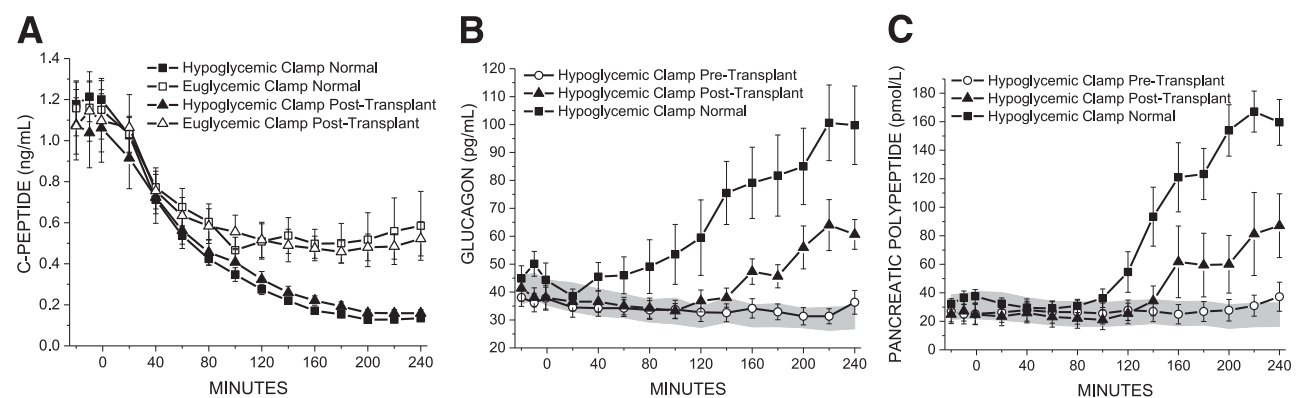 A
Hypoglycemic Clamp Normal
Euglycemic Clamp Normal
Hypoglycemic Clamp Post-Transplant
Euglycemic Clamp Post-Transplant
C-PEPTIDE (ng/mL)
1.4
1.2
1.0
0.8
0.6
0.4
0.2
0.0
0 40 80 120 160 200 240
MINUTES
B
Hypoglycemic Clamp Pre-Transplant
Hypoglycemic Clamp Post-Transplant
Hypoglycemic Clamp Normal
GLUCAGON (pg/mL)
120
110
100
90
80
70
60
50
40
30
20
0 40 80 120 160 200 240
MINUTES
C
Hypoglycemic Clamp Pre-Transplant
Hypoglycemic Clamp Post-Transplant
Hypoglycemic Clamp Normal
PANCREATIC POLYPEPTIDE (pmol/L)
180
160
140
120
100
80
60
40
20
0
0 40 80 120 160 200 240
MINUTES